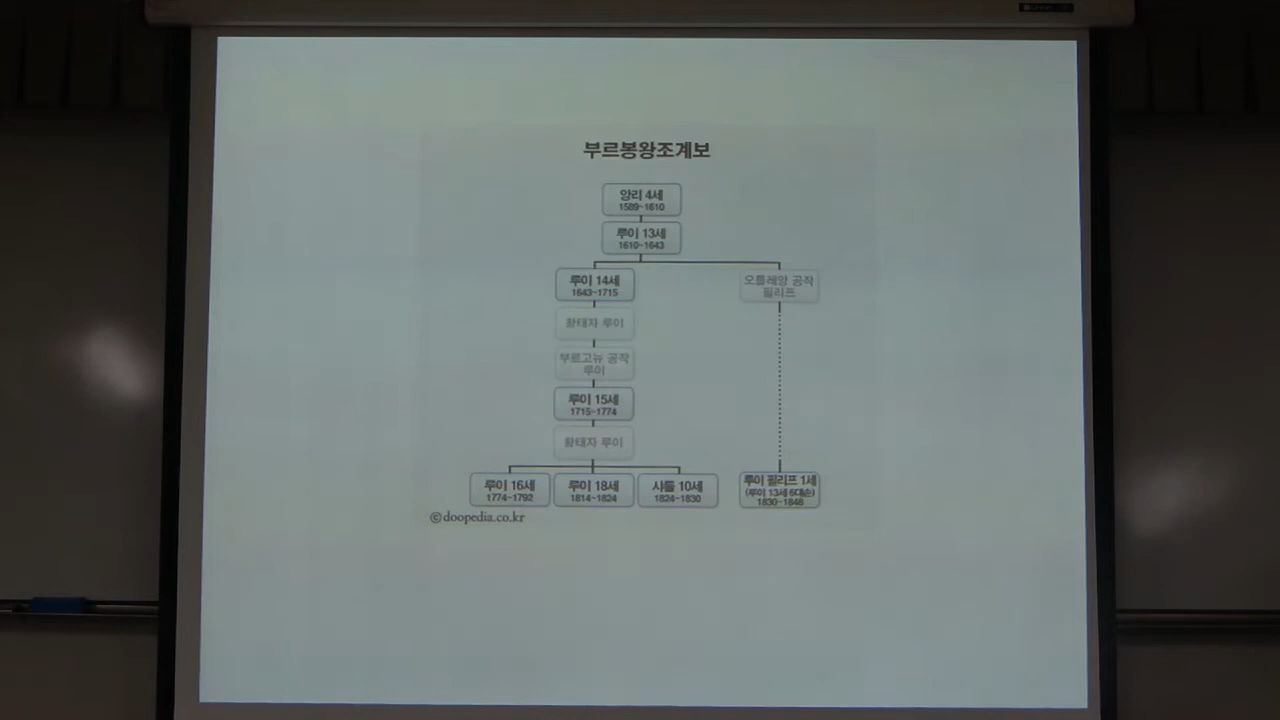 부르봉왕조계보
앙리 4세
1589~1610
루이 13세
1610~1643
루이 14세
1643~1715
오를레앙 공작
필리프
황태자 루이
부르고뉴 공작
루이
루이 15세
1715~1774
황태자 루이
루이 16세
1774~1792
루이 18세
1814~1824
샤를 10세
1824~1830
루이 필리프 1세
(루이 13세 6대손)
1830~1848
©doopedia.co.kr